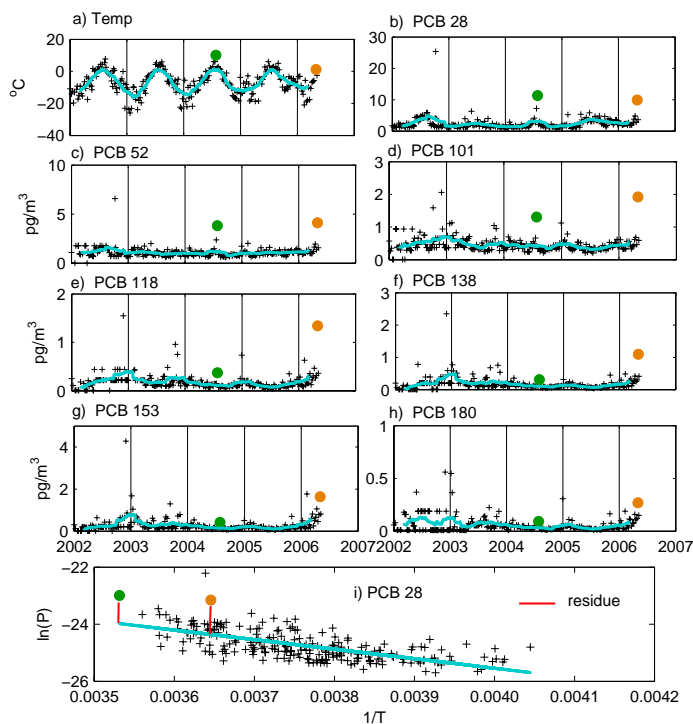 a) Temp
b) PCB 28
20
0
−20
−40
°C
30
20
10
0
c) PCB 52
d) PCB 101
10
5
0
pg/m³
3
2
1
0
e) PCB 118
f) PCB 138
2
1
0
pg/m³
3
2
1
0
g) PCB 153
h) PCB 180
4
2
0
pg/m³
1
0.5
0
2002 2003 2004 2005 2006 2007
2002 2003 2004 2005 2006 2007
−22
−24
−26
ln(P)
i) PCB 28
residue
0.0035 0.0036 0.0037 0.0038 0.0039 0.0040 0.0041 0.0042
1/T